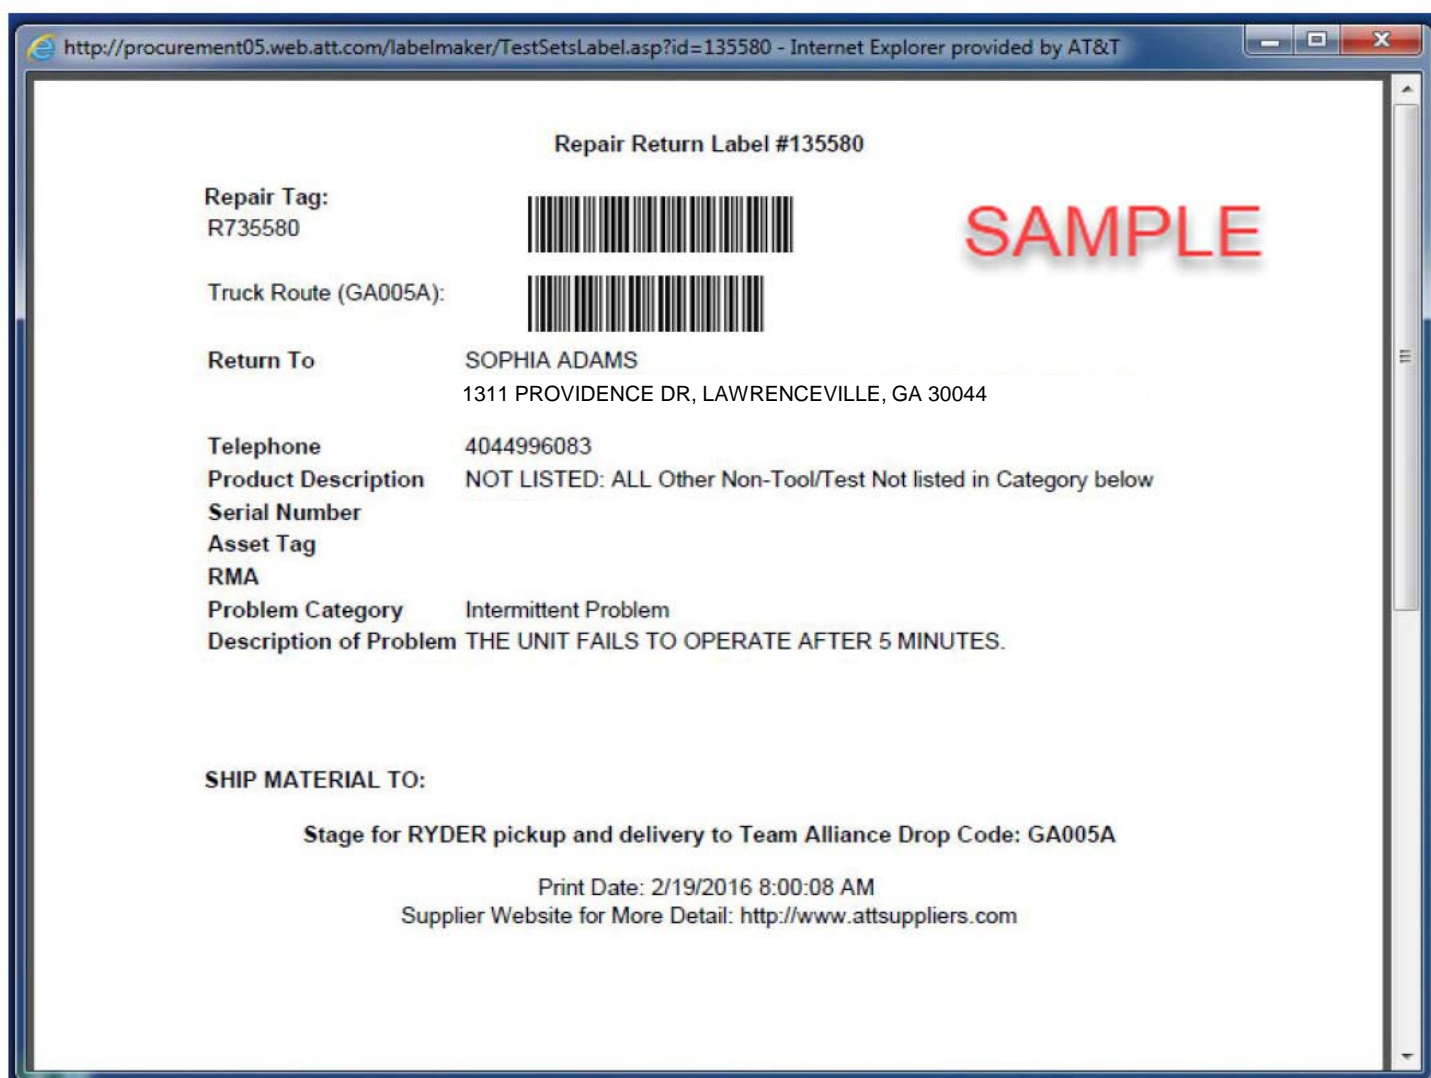 http://procurement05.web.att.com/labelmaker/TestSetsLabel.asp?id=135580 - Internet Explorer provided by AT&T
Repair Return Label #135580
Repair Tag:
R735580
SAMPLE
Truck Route (GA005A):
Return To SOPHIA ADAMS
1311 PROVIDENCE DR, LAWRENCEVILLE, GA 30044
Telephone 4044996083
Product Description NOT LISTED: ALL Other Non-Tool/Test Not listed in Category below
Serial Number
Asset Tag
RMA
Problem Category Intermittent Problem
Description of Problem THE UNIT FAILS TO OPERATE AFTER 5 MINUTES.
SHIP MATERIAL TO:
Stage for RYDER pickup and delivery to Team Alliance Drop Code: GA005A
Print Date: 2/19/2016 8:00:08 AM
Supplier Website for More Detail: http://www.attsuppliers.com